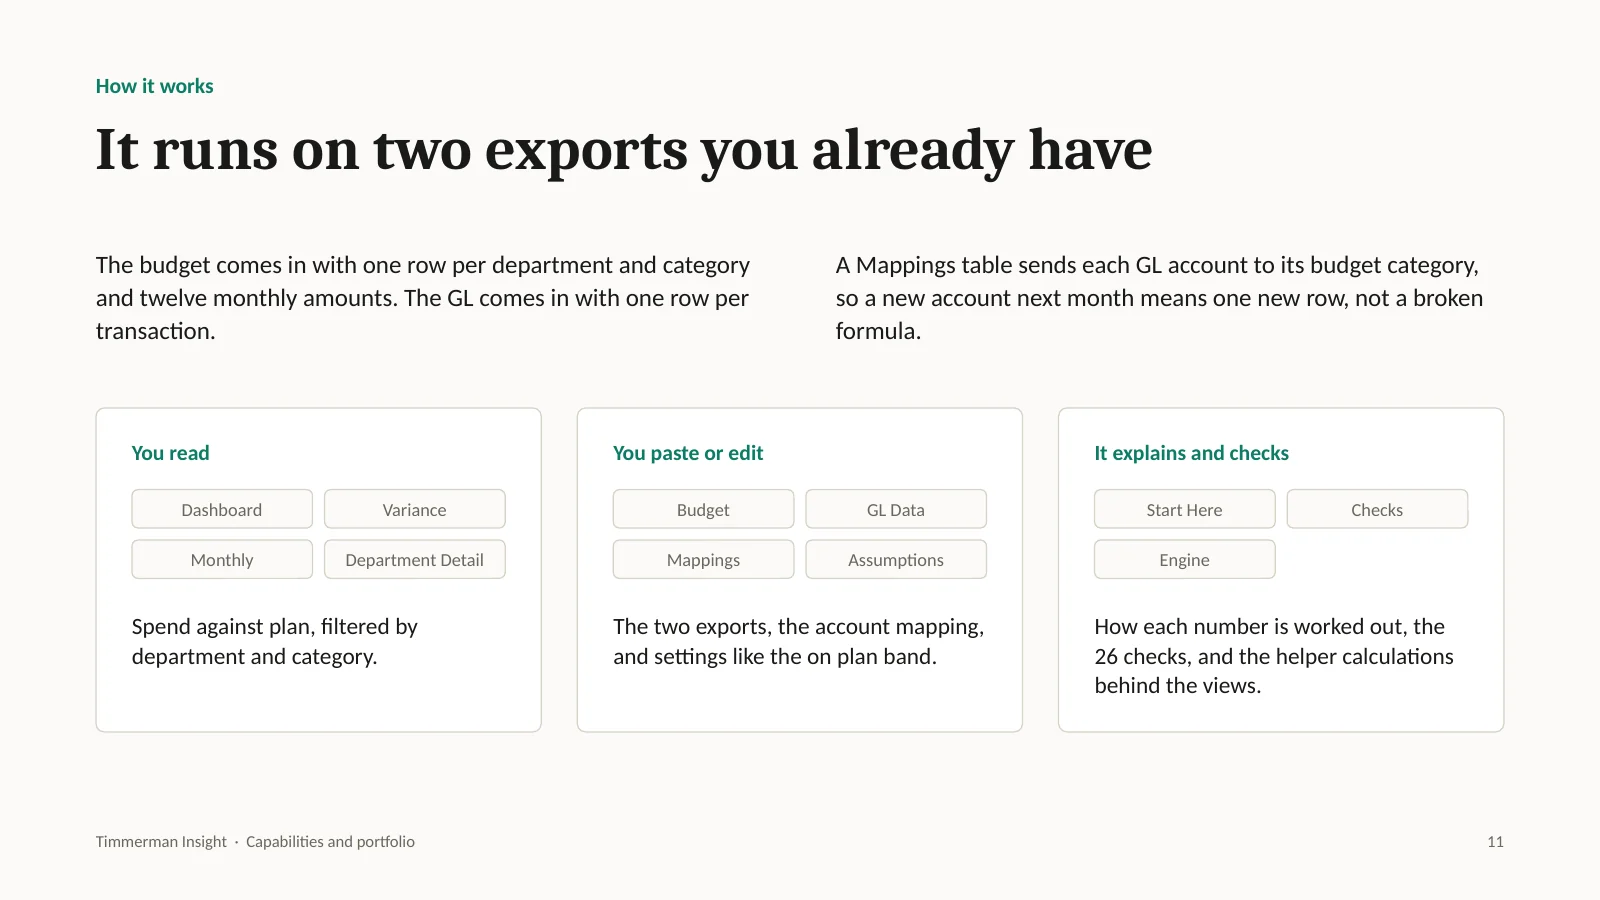 How it works
It runs on two exports you already have
The budget comes in with one row per department and category
and twelve monthly amounts. The GL comes in with one row per
transaction.
A Mappings table sends each GL account to its budget category,
so a new account next month means one new row, not a broken
formula.
You read
Dashboard
Variance
Monthly
Department Detail
Spend against plan, filtered by
department and category.
You paste or edit
Budget
GL Data
Mappings
Assumptions
The two exports, the account mapping,
and settings like the on plan band.
It explains and checks
Start Here
Checks
Engine
How each number is worked out, the
26 checks, and the helper calculations
behind the views.
Timmerman Insight · Capabilities and portfolio
11